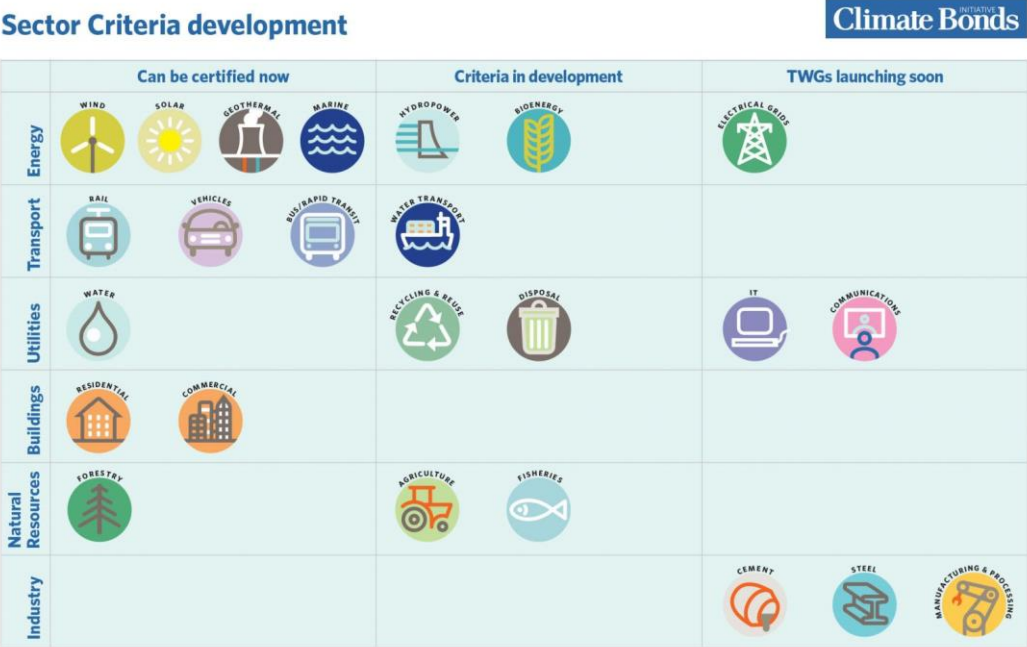 Sector Criteria development
INITIATIVE
Climate Bonds
Can be certified now
Criteria in development
TWGs launching soon
Energy
WIND
SOLAR
GEOTHERMAL
MARINE
HYDROPOWER
BIOENERGY
ELECTRICAL GRIDS
Transport
RAIL
VEHICLES
BUS/RAPID TRANSIT
WATER TRANSPORT
Utilities
WATER
RECYCLING & REUSE
DISPOSAL
IT
COMMUNICATIONS
Buildings
RESIDENTIAL
COMMERCIAL
Natural
Resources
FORESTRY
AGRICULTURE
FISHERIES
Industry
CEMENT
STEEL
MANUFACTURING & PROCESSING